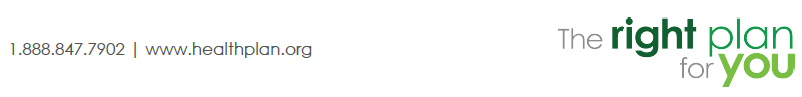 1.888.847.7902 | www.healthplan.org
The right plan
for you